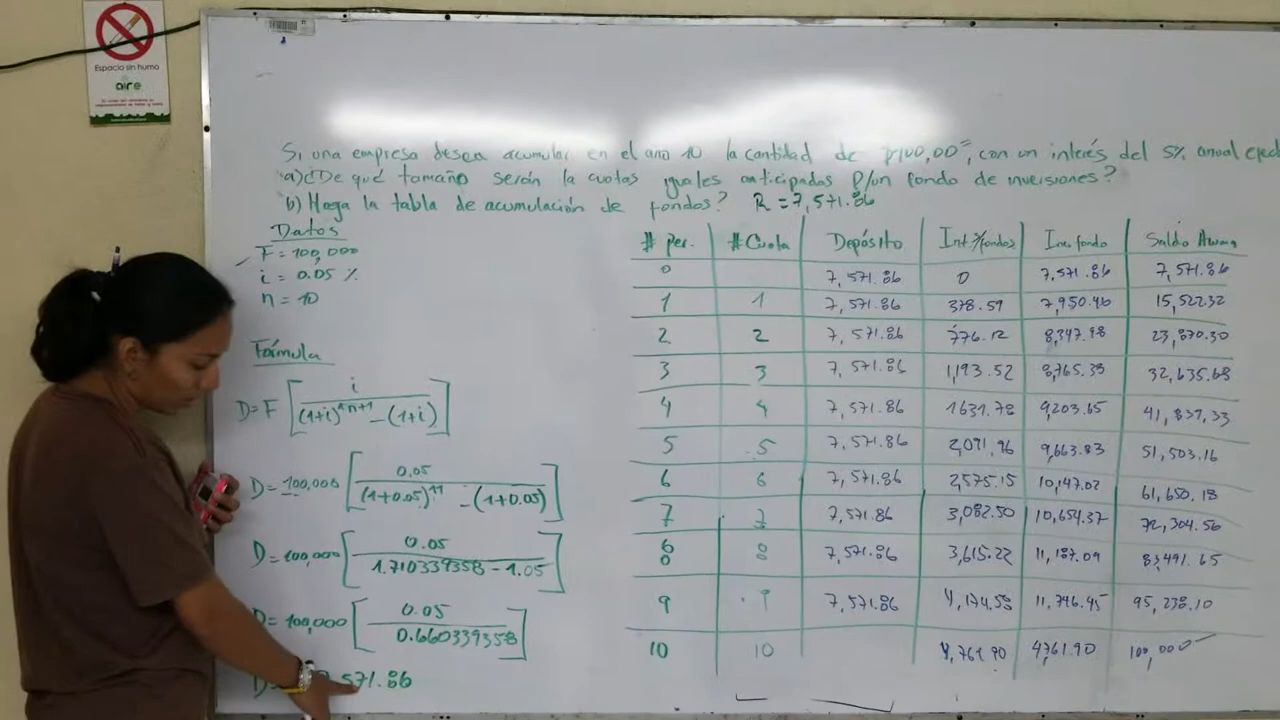 Espacio sin humo
aire
Si una empresa desea acumular en el ano 10 la cantidad de $100,00⁼, con un interés del 5% anual
a)¿De qué tamaño serán la cuotas iguales anticipadas P/un fondo de inversiones?
b) Haga la tabla de acumulación de fondos? R = 7,571.86
Datos
F = 100,000
i = 0.05 %
n = 10
Fórmula
D = F [ i / (1+i)ⁿ⁺¹ - (1+i) ]
D = 100,000 [ 0.05 / (1+0.05)¹¹ - (1+0.05) ]
D = 100,000 [ 0.05 / 1.710339358 - 1.05 ]
D = 100,000 [ 0.05 / 0.660339358 ]
571.86
# Per. # Cuota Depósito Int %/fondos Inc. fondo Saldo
0 7,571.86 0 7,571.86 7,571.86
1 1 7,571.86 378.59 7,950.46 15,522.32
2 2 7,571.86 776.12 8,347.98 23,870.30
3 3 7,571.86 1,193.52 8,765.38 32,635.68
4 4 7,571.86 1631.78 9,203.65 41,839.33
5 5 7,571.86 2,091.96 9,663.83 51,503.16
6 6 7,571.86 2,575.15 10,147.02 61,650.18
7 7 7,571.86 3,082.50 10,654.37 72,304.56
8 8 7,571.86 3,615.22 11,187.09 83,491.65
9 9 7,571.86 4,174.58 11,746.45 95,238.10
10 10 4,761.90 4,761.90 100,000